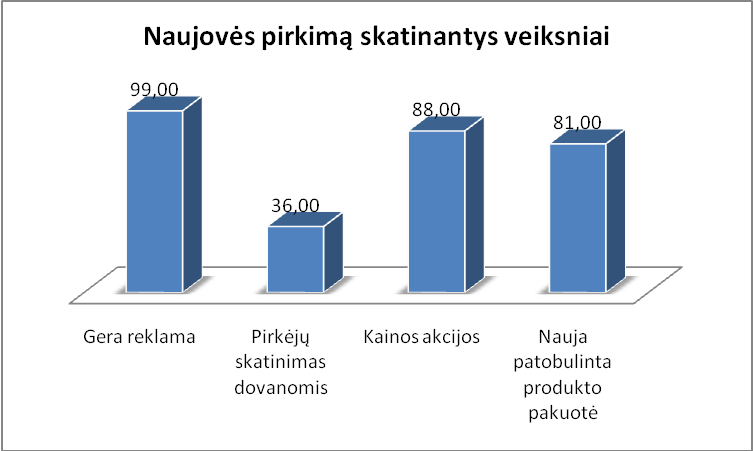 Naujovės pirkimą skatinantys veiksniai
99,00
36,00
88,00
81,00
Gera reklama
Pirkėjų
skatinimas
dovanomis
Kainos akcijos
Nauja
patobulinta
produkto
pakuotė